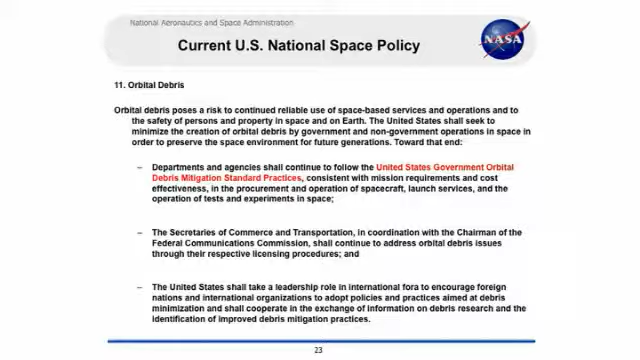 National Aeronautics and Space Administration
Current U.S. National Space Policy
NASA
11. Orbital Debris
Orbital debris poses a risk to continued reliable use of space-based services and operations and to
the safety of persons and property in space and on Earth. The United States shall seek to
minimize the creation of orbital debris by government and non-government operations in space in
order to preserve the space environment for future generations. Toward that end:
– Departments and agencies shall continue to follow the United States Government Orbital
Debris Mitigation Standard Practices, consistent with mission requirements and cost
effectiveness, in the procurement and operation of spacecraft, launch services, and the
operation of tests and experiments in space;
– The Secretaries of Commerce and Transportation, in coordination with the Chairman of the
Federal Communications Commission, shall continue to address orbital debris issues
through their respective licensing procedures; and
– The United States shall take a leadership role in international fora to encourage foreign
nations and international organizations to adopt policies and practices aimed at debris
minimization and shall cooperate in the exchange of information on debris research and the
identification of improved debris mitigation practices.
23